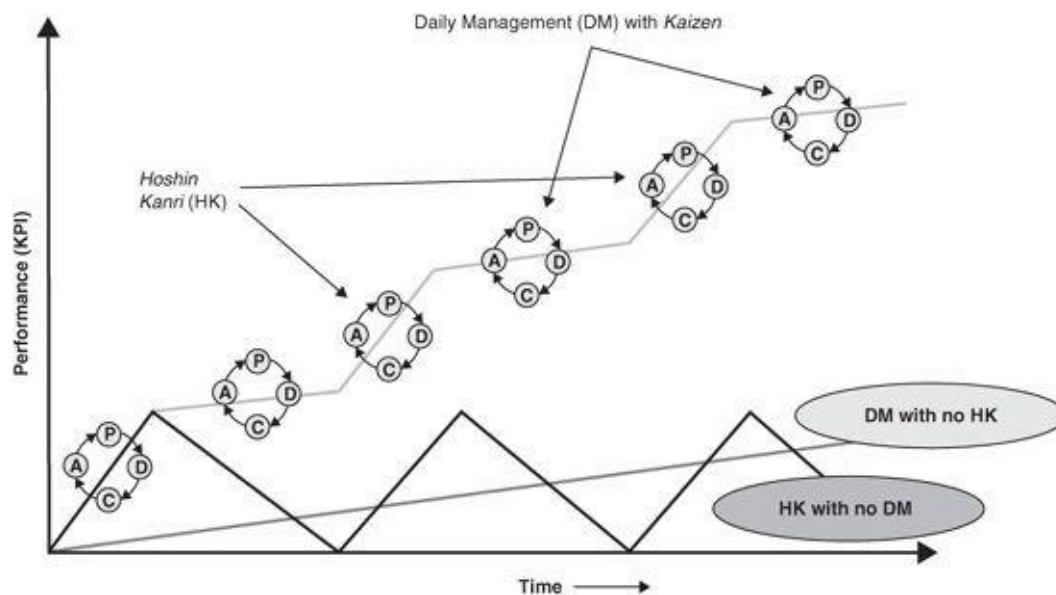 Daily Management (DM) with Kaizen
P
A
D
C
P
A
D
C
Hoshin
Kanri (HK)
P
A
D
C
P
A
D
C
P
A
D
C
P
A
D
C
P
A
D
C
Performance (KPI)
DM with no HK
HK with no DM
Time